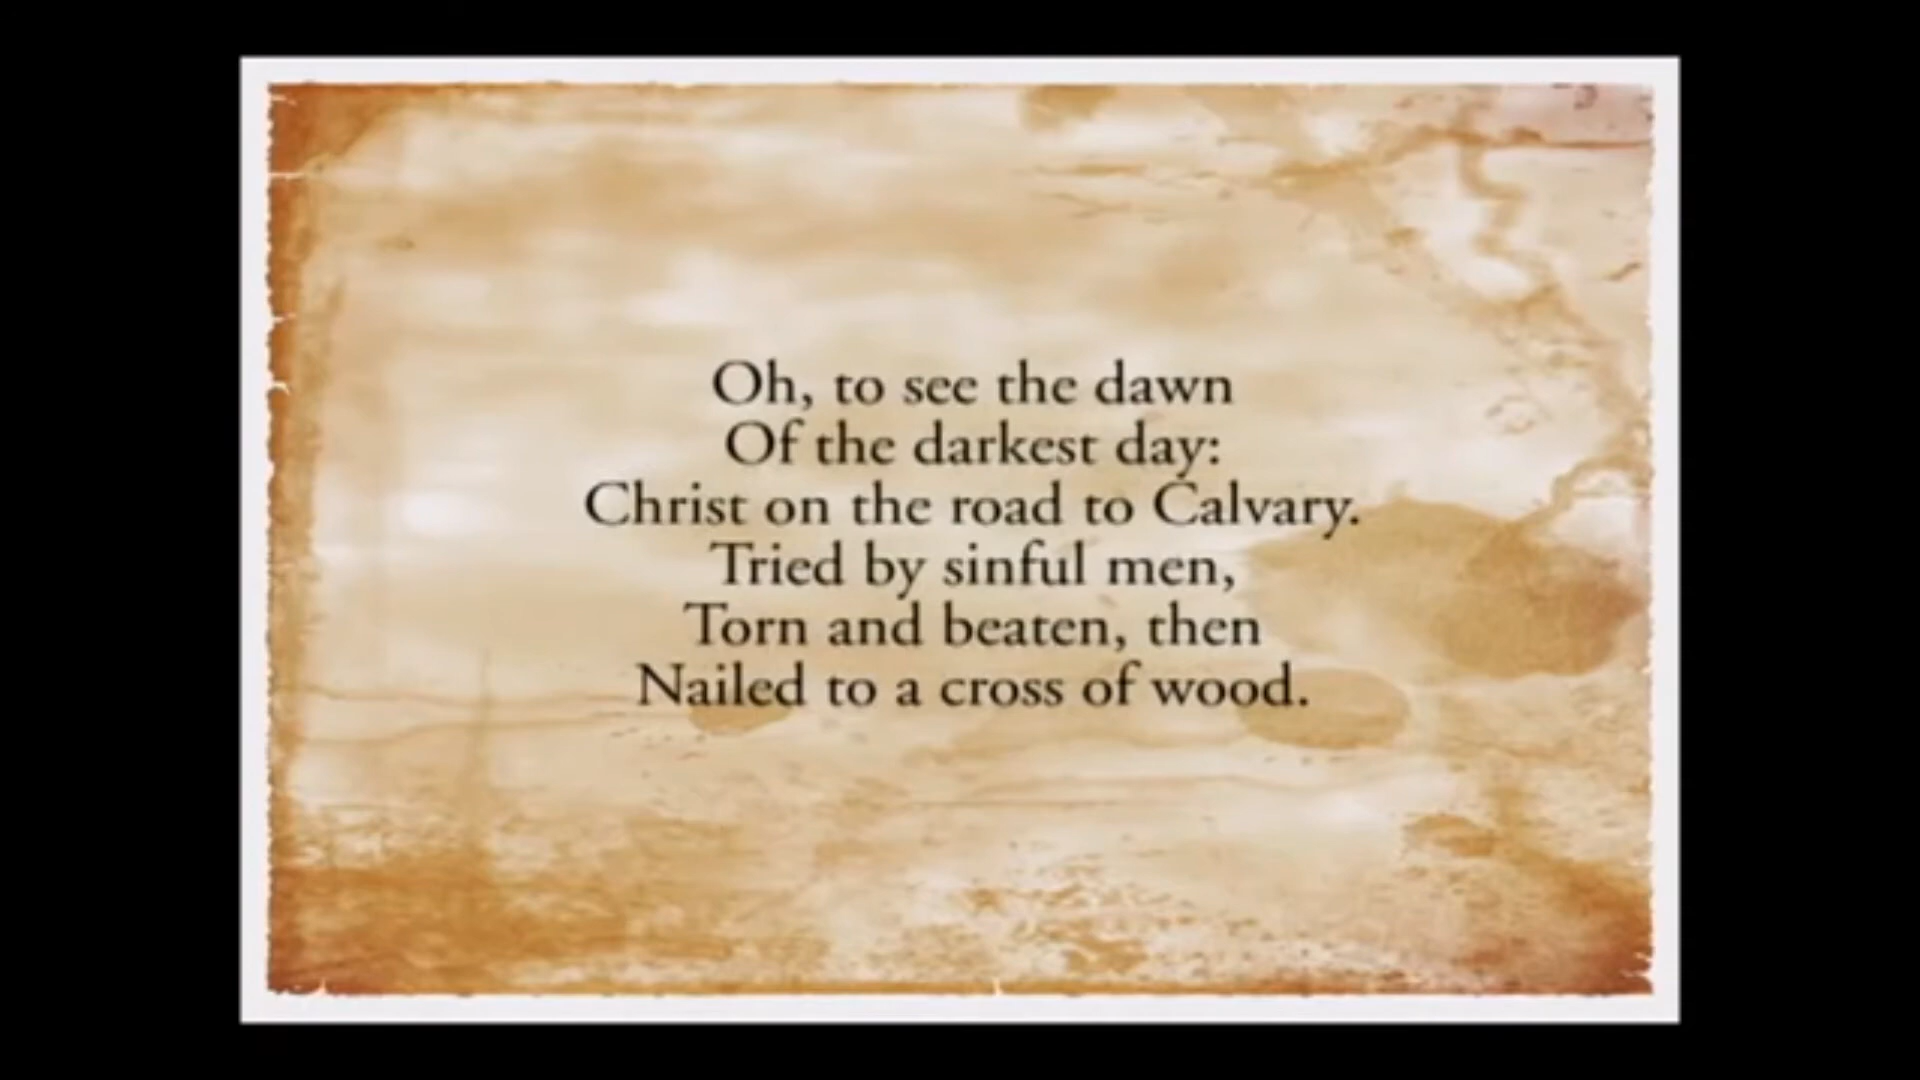 Oh, to see the dawn
Of the darkest day:
Christ on the road to Calvary.
Tried by sinful men,
Torn and beaten, then
Nailed to a cross of wood.